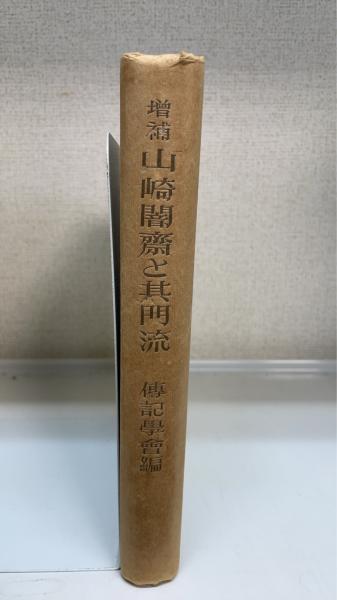 增補
山崎闇齋と其門流
傳記學會編